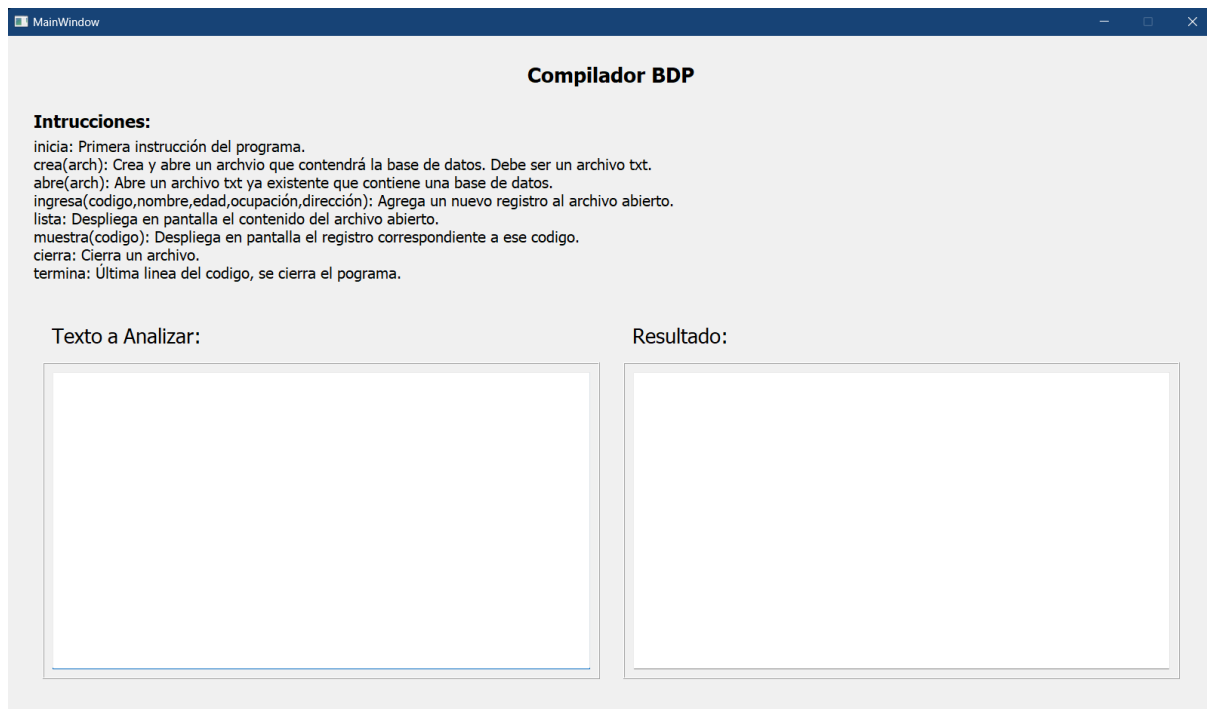 MainWindow
Compilador BDP
Intrucciones:
inicia: Primera instrucción del programa.
crea(arch): Crea y abre un archvio que contendrá la base de datos. Debe ser un archivo txt.
abre(arch): Abre un archivo txt ya existente que contiene una base de datos.
ingresa(codigo,nombre,edad,ocupación,dirección): Agrega un nuevo registro al archivo abierto.
lista: Despliega en pantalla el contenido del archivo abierto.
muestra(codigo): Despliega en pantalla el registro correspondiente a ese codigo.
cierra: Cierra un archivo.
termina: Última linea del codigo, se cierra el pograma.
Texto a Analizar:
Resultado: